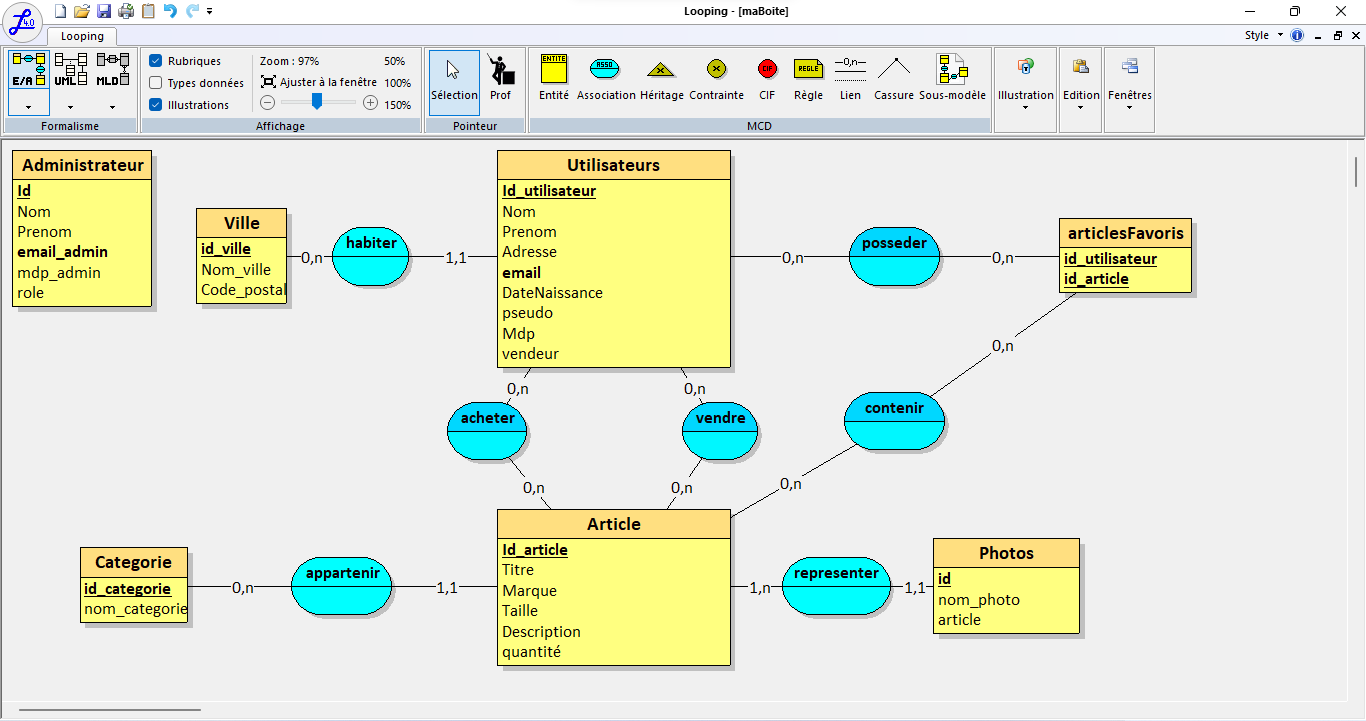 Looping - [maBoite]
4.0
Looping
Style
E/A
UML
MLD
Formalisme
Rubriques
Types données
Illustrations
Zoom : 97%
50%
Ajuster à la fenêtre
100%
150%
Affichage
Sélection
Prof
Pointeur
ENTITE
Entité
ASSO
Association
Héritage
Contrainte
CIF
CIF
REGLE
Règle
0,n
Lien
Cassure
Sous-modèle
MCD
Illustration
Edition
Fenêtres
Administrateur
Id
Nom
Prenom
email_admin
mdp_admin
role
Ville
id_ville
Nom_ville
Code_postal
0,n
habiter
1,1
Utilisateurs
Id_utilisateur
Nom
Prenom
Adresse
email
DateNaissance
pseudo
Mdp
vendeur
0,n
posseder
0,n
articlesFavoris
id_utilisateur
id_article
0,n
0,n
0,n
acheter
vendre
contenir
0,n
0,n
0,n
Categorie
id_categorie
nom_categorie
0,n
appartenir
1,1
Article
Id_article
Titre
Marque
Taille
Description
quantité
1,n
representer
1,1
Photos
id
nom_photo
article